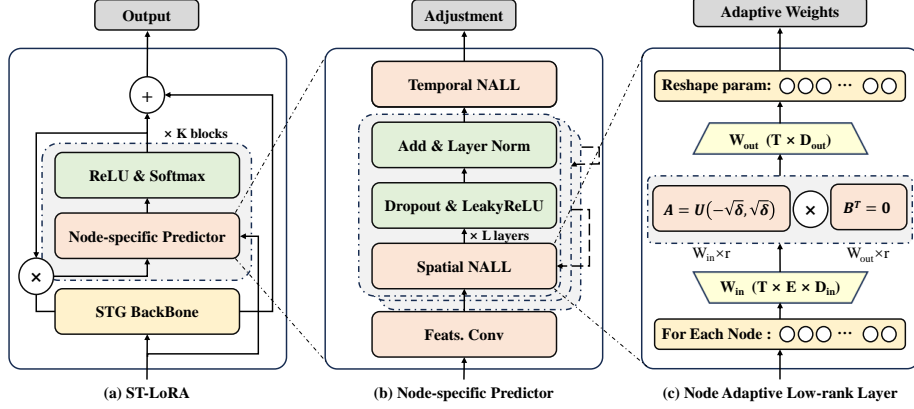 Output
+
× K blocks
ReLU & Softmax
Node-specific Predictor
×
STG BackBone
(a) ST-LoRA
Adjustment
Temporal NALL
Add & Layer Norm
Dropout & LeakyReLU
× L layers
Spatial NALL
Feats. Conv
(b) Node-specific Predictor
Adaptive Weights
Reshape param: ···
W_out (T × D_out)
A = U(−√δ, √δ) × B^T = 0
W_in×r W_out×r
W_in (T × E × D_in)
For Each Node : ···
(c) Node Adaptive Low-rank Layer